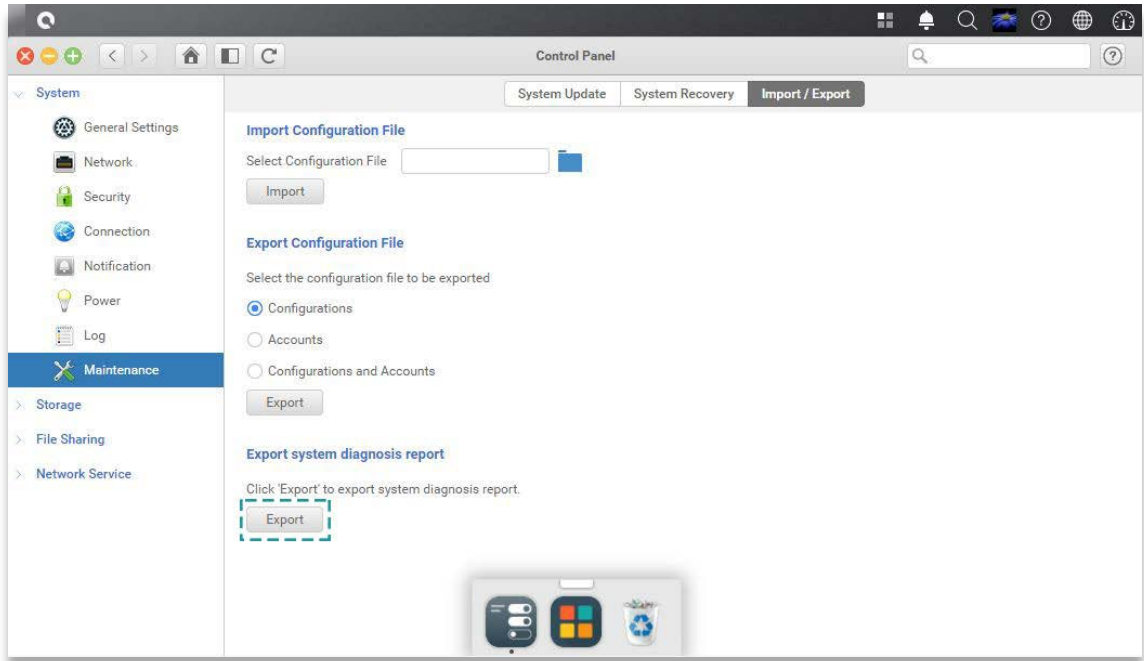 Control Panel
System
General Settings
Network
Security
Connection
Notification
Power
Log
Maintenance
Storage
File Sharing
Network Service
System Update
System Recovery
Import / Export
Import Configuration File
Select Configuration File
Import
Export Configuration File
Select the configuration file to be exported
Configurations
Accounts
Configurations and Accounts
Export
Export system diagnosis report
Click 'Export' to export system diagnosis report.
Export